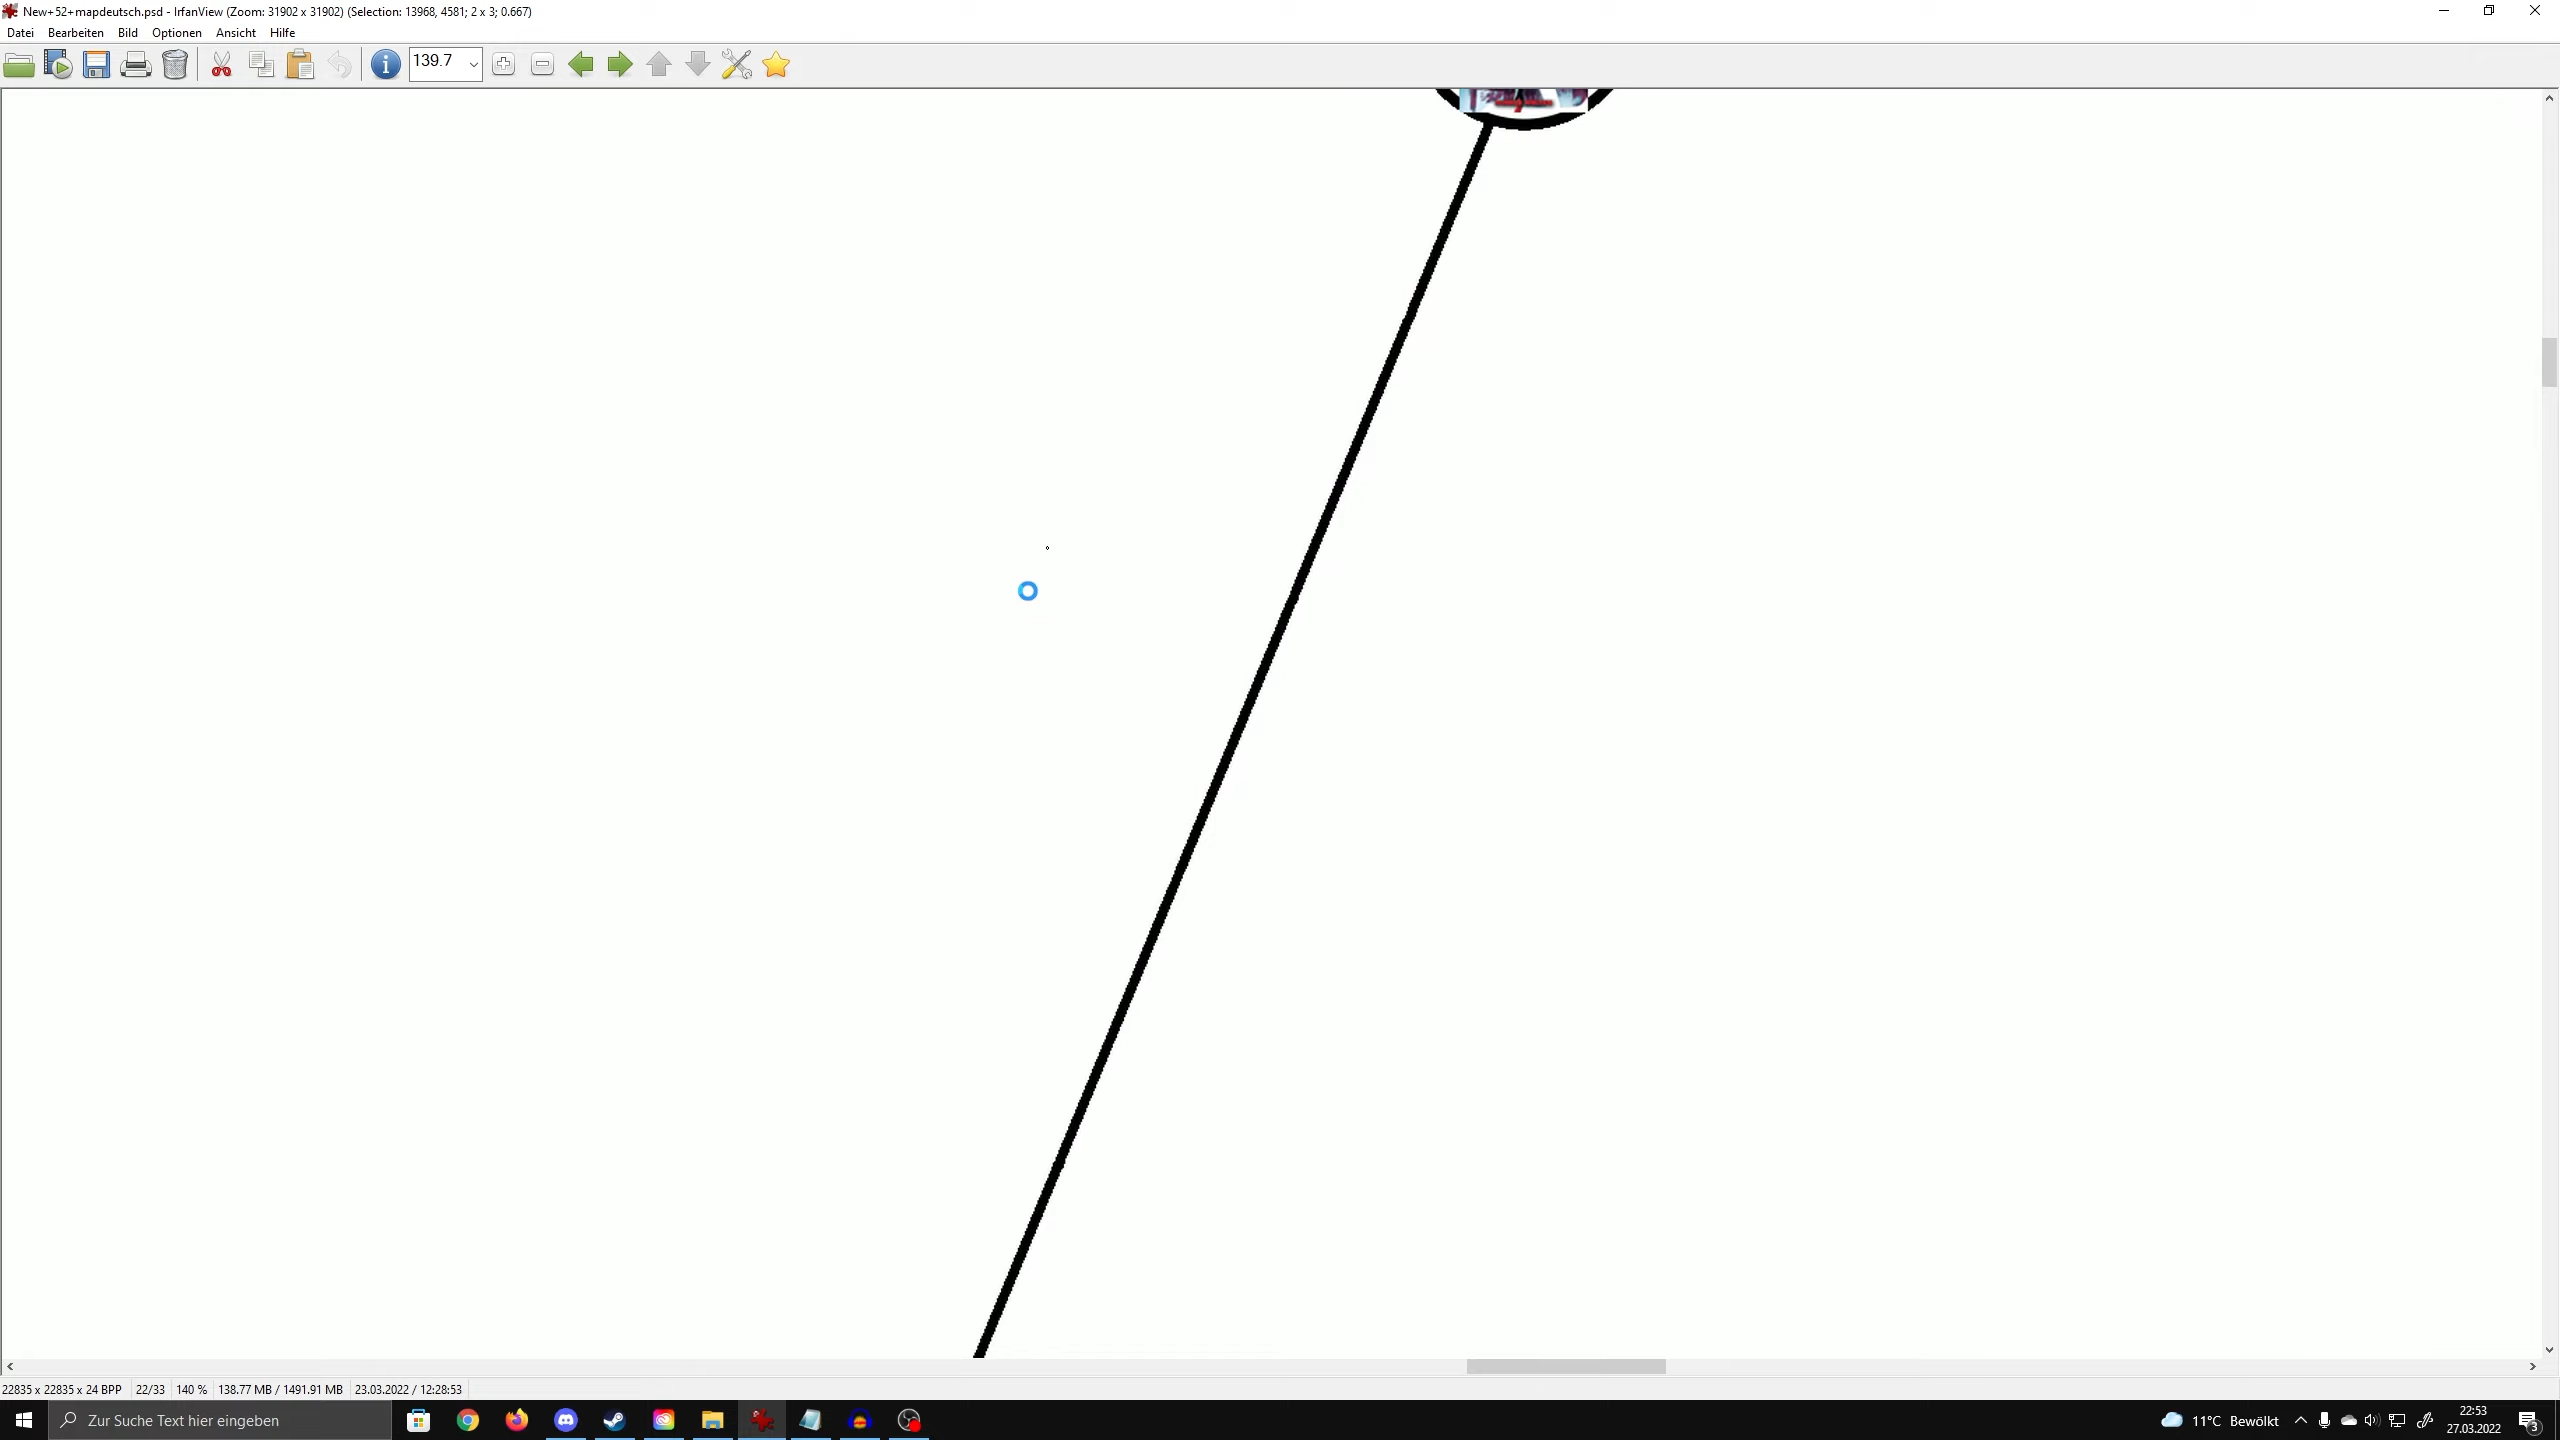 New+52+mapdeutsch.psd - IrfanView (Zoom: 31902 x 31902) (Selection: 13968, 4581; 2 x 3; 0.667)
Datei Bearbeiten Bild Optionen Ansicht Hilfe
139.7
22835 x 22835 x 24 BPP 22/33 140 % 138.77 MB / 1491.91 MB 23.03.2022 / 12:28:53
Zur Suche Text hier eingeben
11°C Bewölkt
22:53
27.03.2022
3